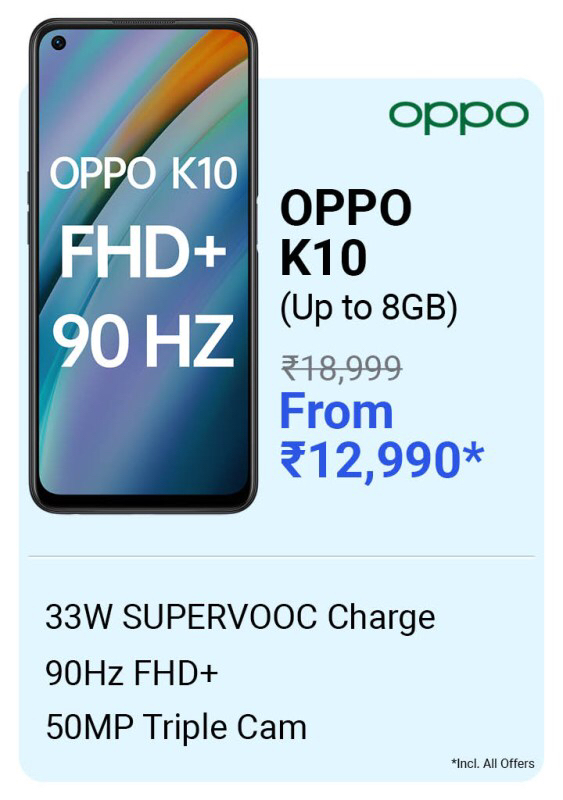 OPPO K10
FHD+
90 HZ
oppo
OPPO
K10
(Up to 8GB)
₹18,999
From
₹12,990*
33W SUPERVOOC Charge
90Hz FHD+
50MP Triple Cam
*Incl. All Offers